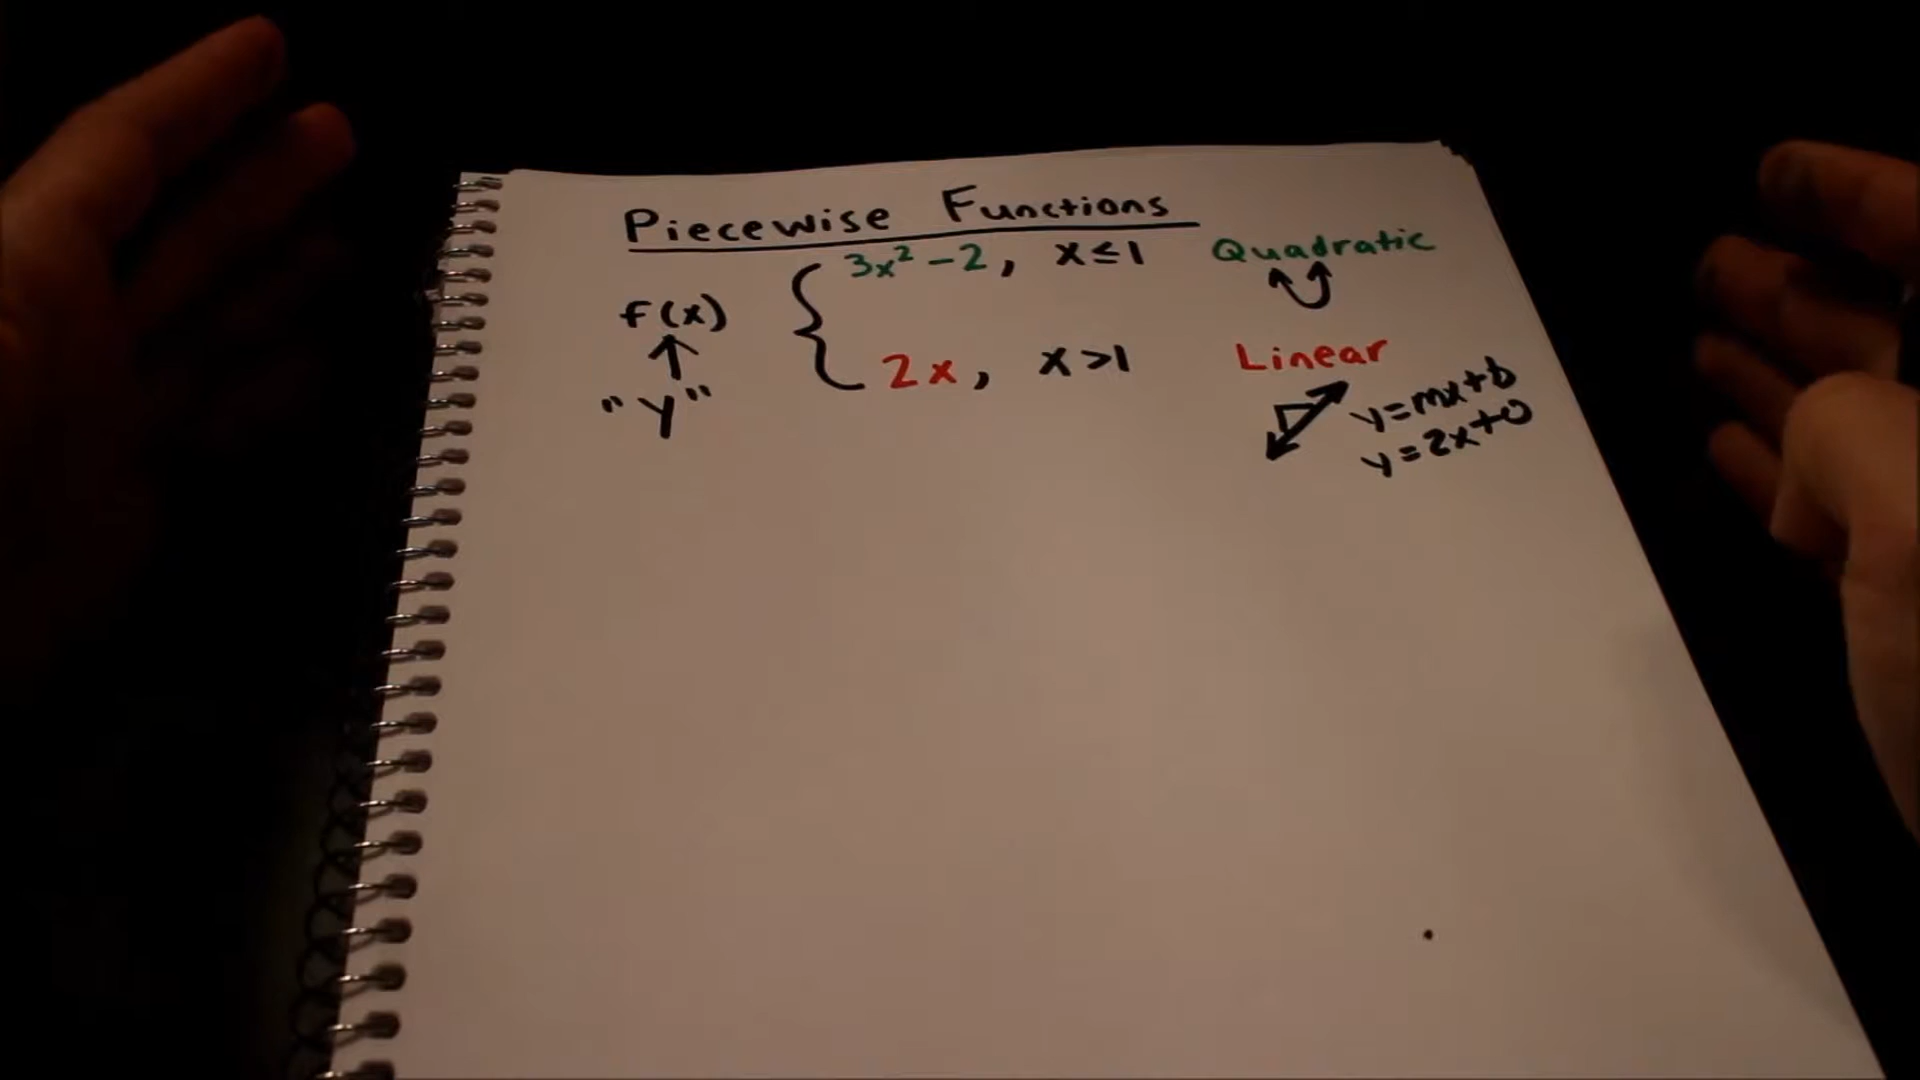 Piecewise Functions
3x² - 2, x ≤ 1 Quadratic
f(x) {
2x, x > 1 Linear
"y" y = mx + b
y = 2x + 0